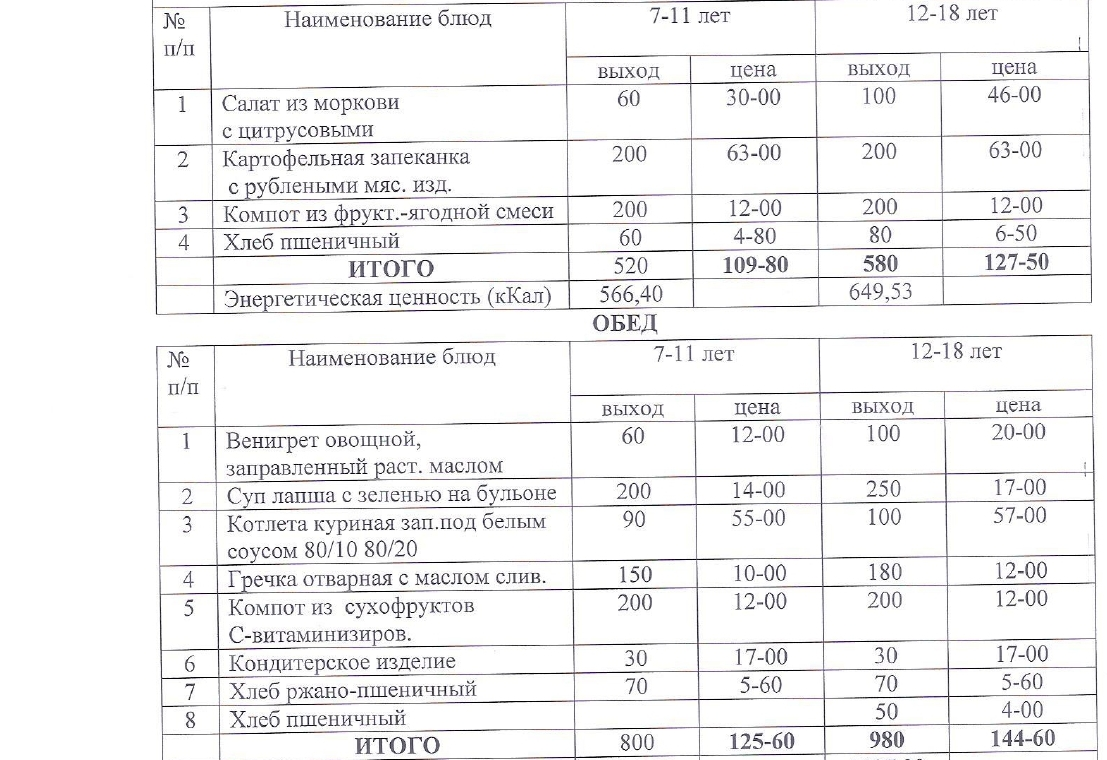 № Наименование блюд 7-11 лет 12-18 лет
п/п
выход цена выход цена
1 Салат из моркови 60 30-00 100 46-00
с цитрусовыми
2 Картофельная запеканка 200 63-00 200 63-00
с рублеными мяс. изд.
3 Компот из фрукт.-ягодной смеси 200 12-00 200 12-00
4 Хлеб пшеничный 60 4-80 80 6-50
ИТОГО 520 109-80 580 127-50
Энергетическая ценность (кКал) 566,40 649,53
ОБЕД
№ Наименование блюд 7-11 лет 12-18 лет
п/п
выход цена выход цена
1 Венигрет овощной, 60 12-00 100 20-00
заправленный раст. маслом
2 Суп лапша с зеленью на бульоне 200 14-00 250 17-00
3 Котлета куриная зап.под белым 90 55-00 100 57-00
соусом 80/10 80/20
4 Гречка отварная с маслом слив. 150 10-00 180 12-00
5 Компот из сухофруктов 200 12-00 200 12-00
С-витаминизиров.
6 Кондитерское изделие 30 17-00 30 17-00
7 Хлеб ржано-пшеничный 70 5-60 70 5-60
8 Хлеб пшеничный 50 4-00
ИТОГО 800 125-60 980 144-60